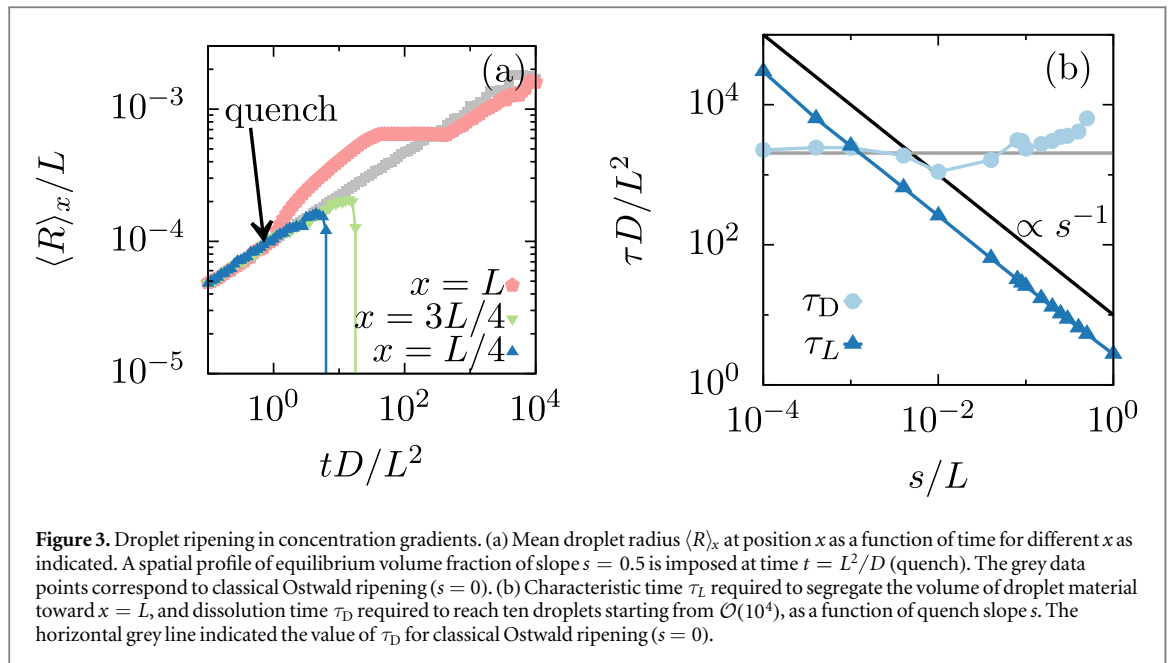 (a)
10^{-3}
10^{-4}
10^{-5}
⟨R⟩_x/L
quench
x = L
x = 3L/4
x = L/4
10^0
10^2
10^4
tD/L^2
(b)
10^4
10^2
10^0
τD/L^2
∝ s^{-1}
τ_D
τ_L
10^{-4}
10^{-2}
10^0
s/L
Figure 3. Droplet ripening in concentration gradients. (a) Mean droplet radius ⟨R⟩_x at position x as a function of time for different x as
indicated. A spatial profile of equilibrium volume fraction of slope s = 0.5 is imposed at time t = L^2/D (quench). The grey data
points correspond to classical Ostwald ripening (s = 0). (b) Characteristic time τ_L required to segregate the volume of droplet material
toward x = L, and dissolution time τ_D required to reach ten droplets starting from 𝒪(10^4), as a function of quench slope s. The
horizontal grey line indicated the value of τ_D for classical Ostwald ripening (s = 0).